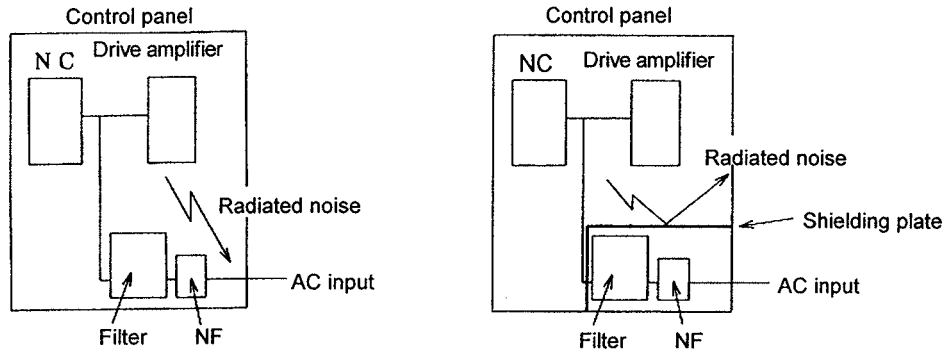 Control panel
N C Drive amplifier
Radiated noise
AC input
Filter NF
Control panel
NC Drive amplifier
Radiated noise
Shielding plate
AC input
Filter NF